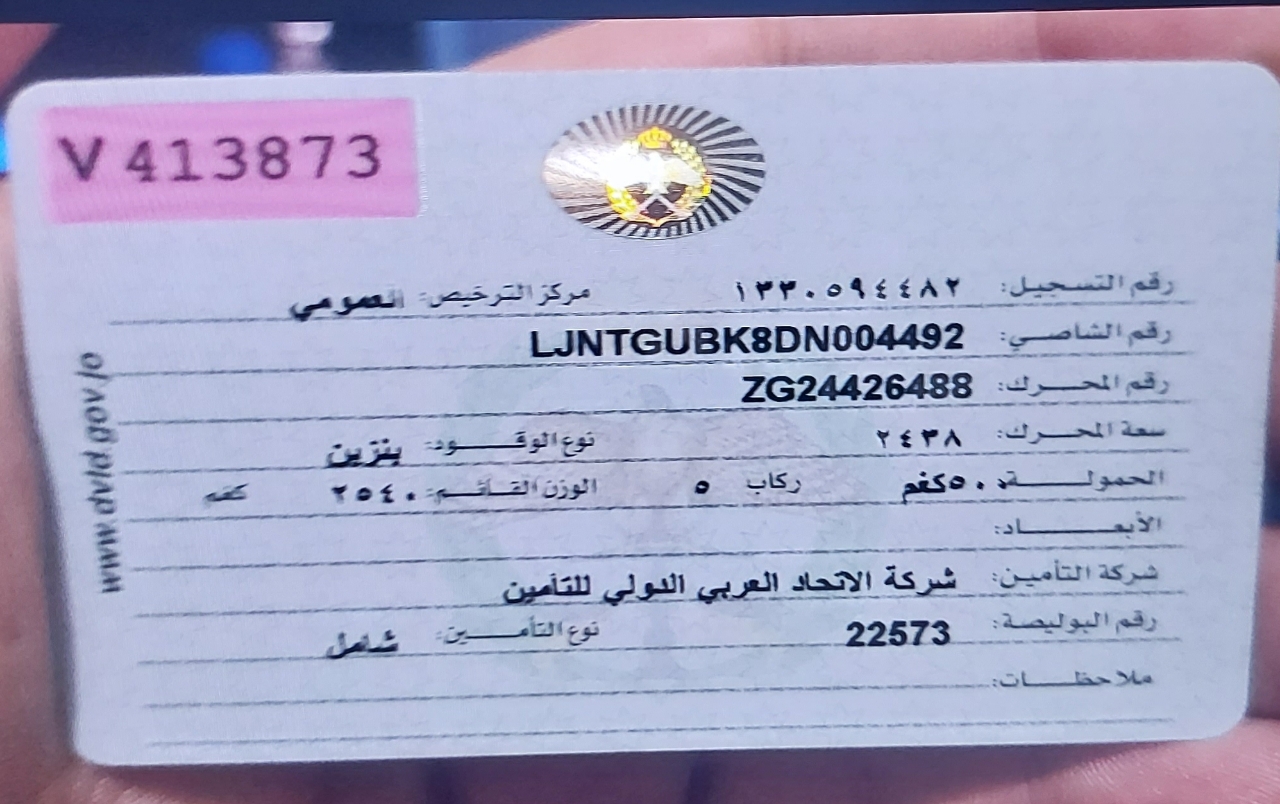 V 413873
رقم التسجيل: ١٣٣٠٥٩٤٤٨٢ مركز الترخيص: العمومي
رقم الشاصي: LJNTGUBK8DN004492
رقم المحرك: ZG24426488
سعة المحرك: ٢٤٣٨ نوع الوقود: بنزين
الحمولة: ٥٠٠كغم ركاب ٥ الوزن القائم: ٢٥٤٠ كغم
الأبعاد:
شركة التأمين: شركة الاتحاد العربي الدولي للتأمين
رقم البوليصة: 22573 نوع التأمين: شامل
ملاحظات:
www.dvld.gov.jo